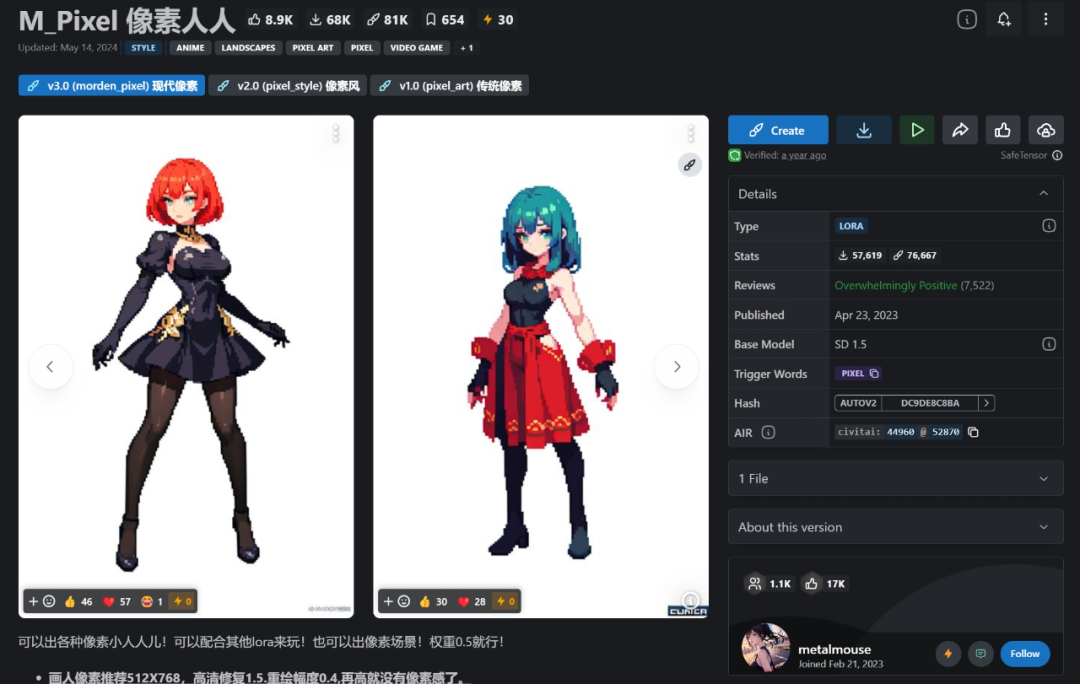 M_Pixel 像素人人 8.9K 68K 81K 654 30
Updated: May 14, 2024 STYLE ANIME LANDSCAPES PIXEL ART PIXEL VIDEO GAME + 1
v3.0 (morden_pixel) 现代像素 v2.0 (pixel_style) 像素风 v1.0 (pixel_art) 传统像素
Create
Verified: a year ago SafeTensor
Details
Type LORA
Stats 57,619 76,667
Reviews Overwhelmingly Positive (7,522)
Published Apr 23, 2023
Base Model SD 1.5
Trigger Words PIXEL
Hash AUTOV2 DC9DE8C8BA
AIR civitai: 44960 @ 52870
1 File
About this version
1.1K 17K
metalmouse
Joined Feb 21, 2023
Follow
46 57 1 0
30 28 0
可以出各种像素小人人儿！可以配合其他lora来玩！也可以出像素场景！权重0.5就行！
画人像素推荐512X768，高清修复1.5,重绘幅度0.4,再高就没有像素感了。